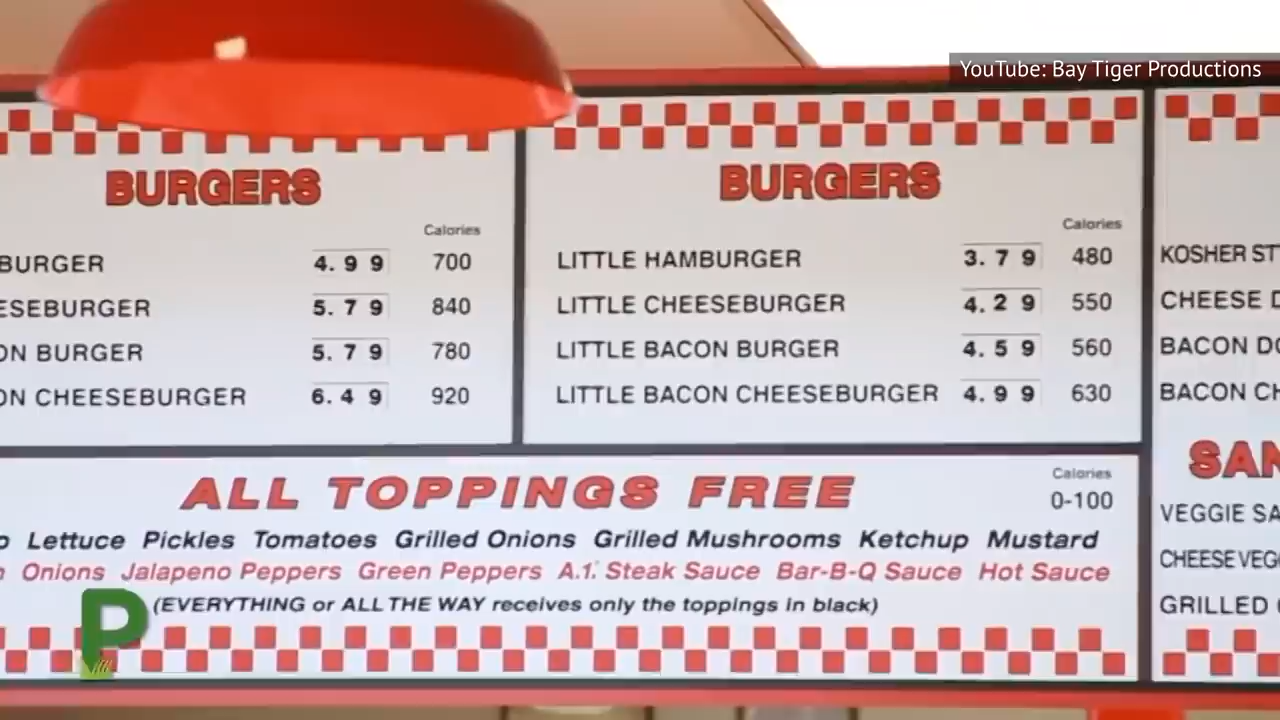 YouTube: Bay Tiger Productions
BURGERS
Calories
BURGER 4.99 700
ESEBURGER 5.79 840
ON BURGER 5.79 780
ON CHEESEBURGER 6.49 920
BURGERS
Calories
LITTLE HAMBURGER 3.79 480
LITTLE CHEESEBURGER 4.29 550
LITTLE BACON BURGER 4.59 560
LITTLE BACON CHEESEBURGER 4.99 630
ALL TOPPINGS FREE
Calories
0-100
o Lettuce Pickles Tomatoes Grilled Onions Grilled Mushrooms Ketchup Mustard
Onions Jalapeno Peppers Green Peppers A.1. Steak Sauce Bar-B-Q Sauce Hot Sauce
(EVERYTHING or ALL THE WAY receives only the toppings in black)
P
KOSHER ST
CHEESE D
BACON DO
BACON CH
SAN
VEGGIE SA
CHEESE VEG
GRILLED